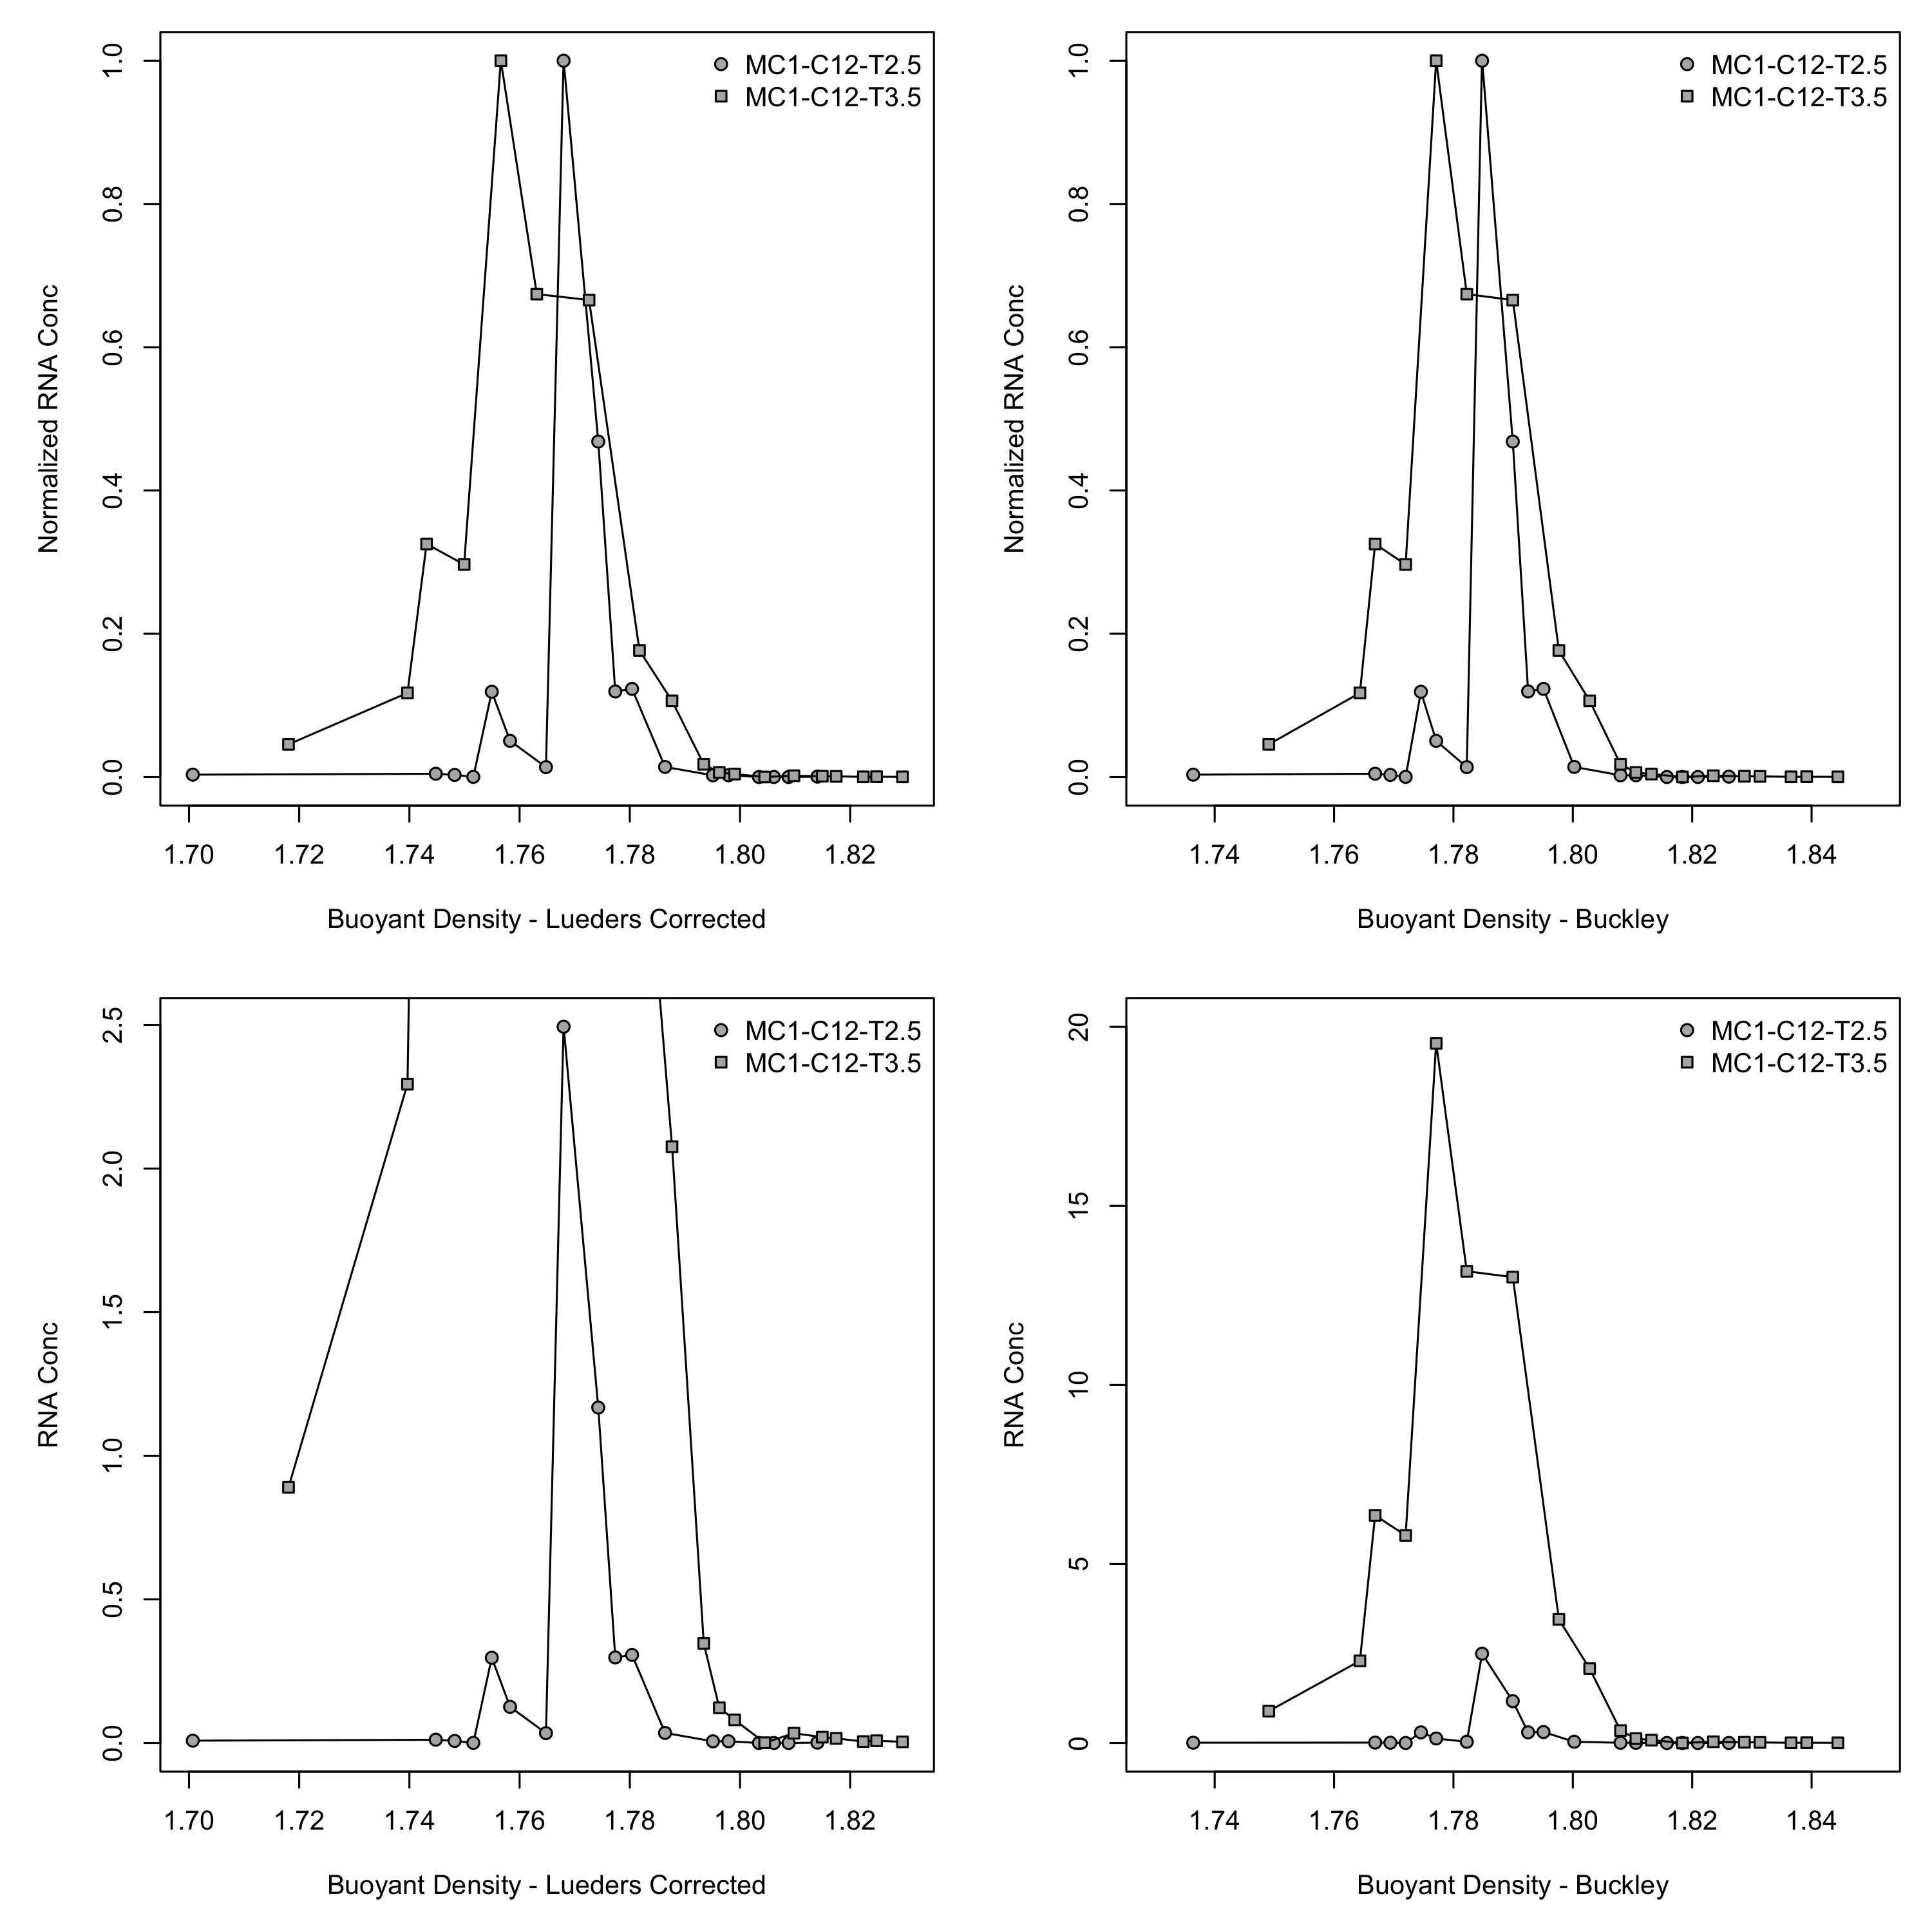 Normalized RNA Conc
1.0
0.8
0.6
0.4
0.2
0.0
MC1-C12-T2.5
MC1-C12-T3.5
1.70 1.72 1.74 1.76 1.78 1.80 1.82
Buoyant Density - Lueders Corrected
Normalized RNA Conc
1.0
0.8
0.6
0.4
0.2
0.0
MC1-C12-T2.5
MC1-C12-T3.5
1.74 1.76 1.78 1.80 1.82 1.84
Buoyant Density - Buckley
RNA Conc
2.5
2.0
1.5
1.0
0.5
0.0
MC1-C12-T2.5
MC1-C12-T3.5
1.70 1.72 1.74 1.76 1.78 1.80 1.82
Buoyant Density - Lueders Corrected
RNA Conc
20
15
10
5
0
MC1-C12-T2.5
MC1-C12-T3.5
1.74 1.76 1.78 1.80 1.82 1.84
Buoyant Density - Buckley